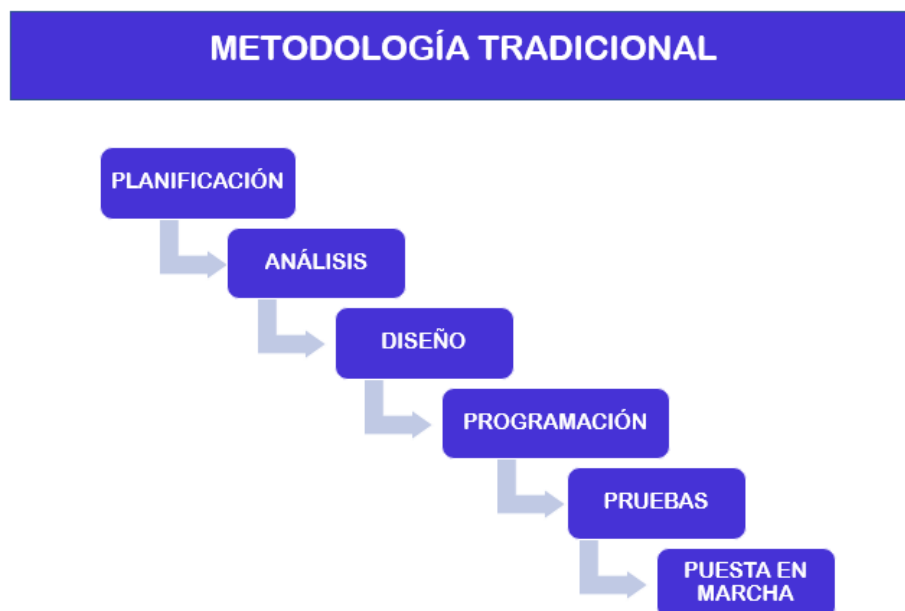 METODOLOGÍA TRADICIONAL
PLANIFICACIÓN
ANÁLISIS
DISEÑO
PROGRAMACIÓN
PRUEBAS
PUESTA EN
MARCHA